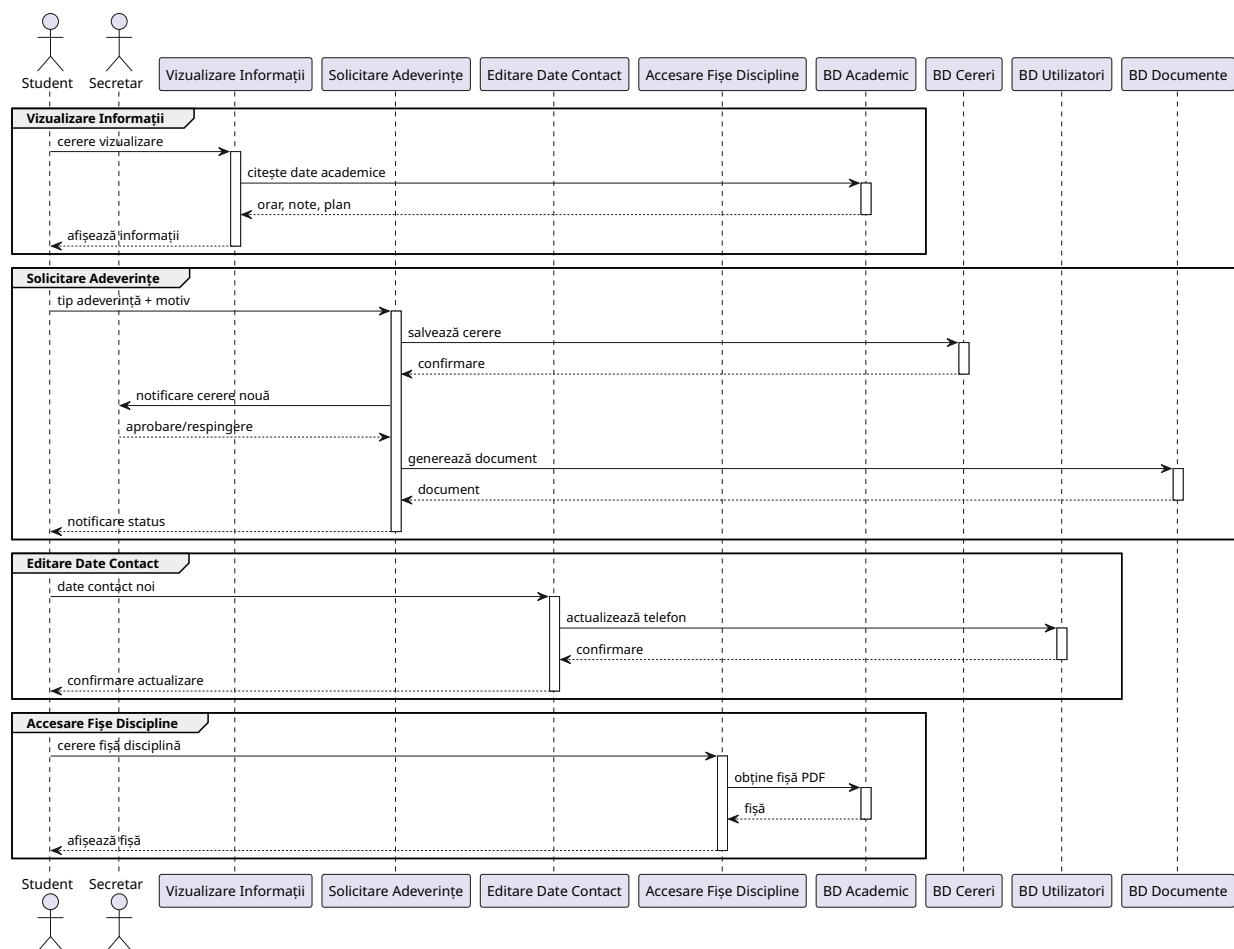 Student
Secretar
Vizualizare Informații
Solicitare Adeverințe
Editare Date Contact
Accesare Fișe Discipline
BD Academic
BD Cereri
BD Utilizatori
BD Documente
Vizualizare Informații
cerere vizualizare
citește date academice
orar, note, plan
afișează informații
Solicitare Adeverințe
tip adeverință + motiv
salvează cerere
confirmare
notificare cerere nouă
aprobare/respingere
generează document
document
notificare status
Editare Date Contact
date contact noi
actualizează telefon
confirmare
confirmare actualizare
Accesare Fișe Discipline
cerere fișă disciplină
obține fișă PDF
fișă
afișează fișă
Student
Secretar
Vizualizare Informații
Solicitare Adeverințe
Editare Date Contact
Accesare Fișe Discipline
BD Academic
BD Cereri
BD Utilizatori
BD Documente